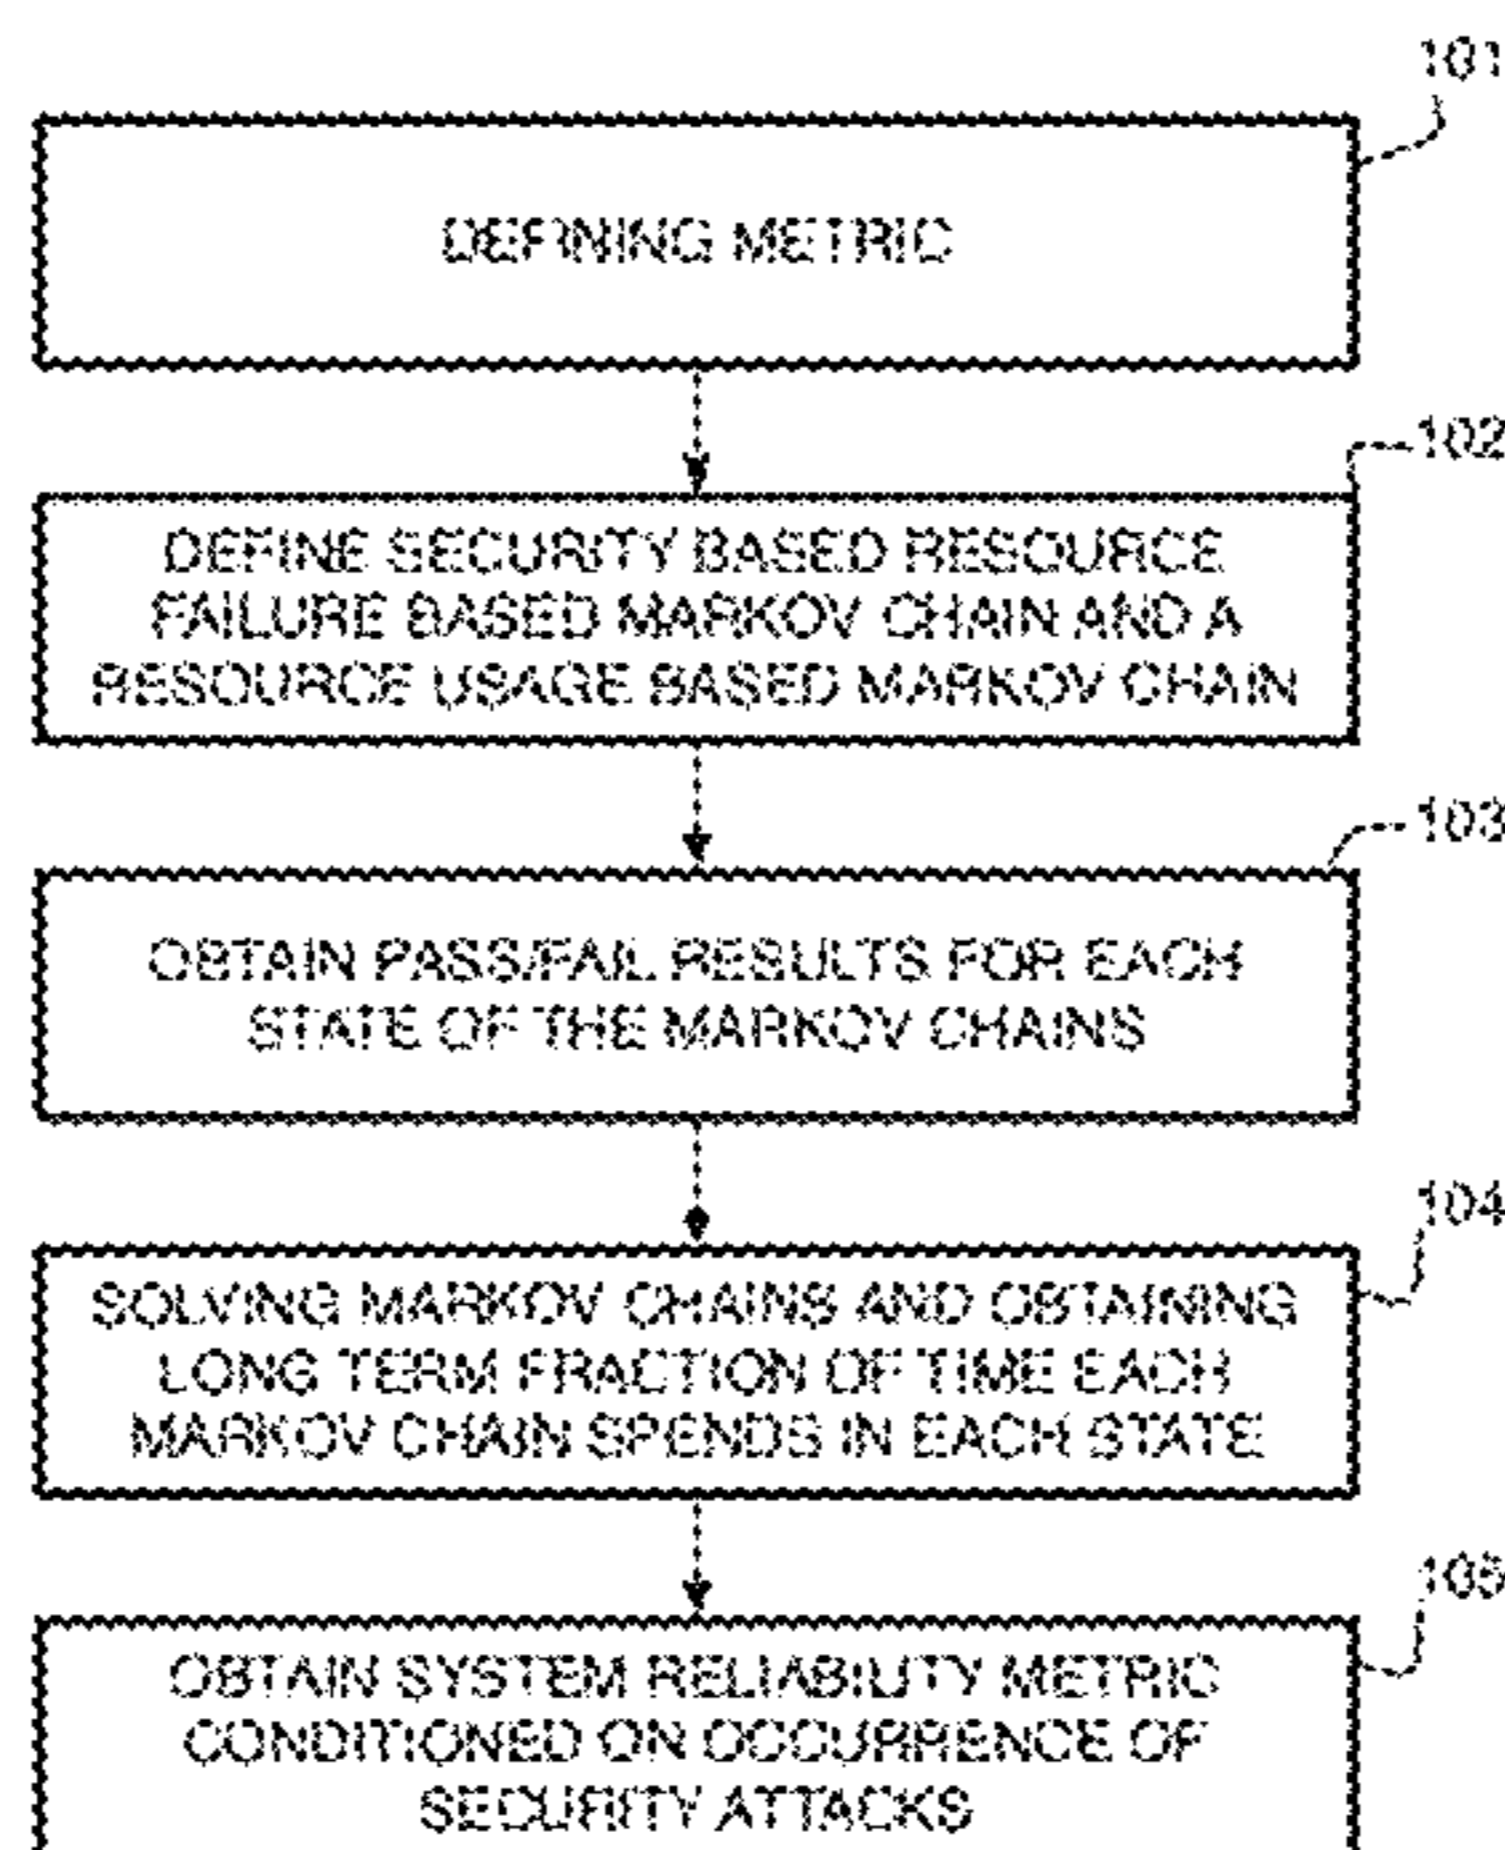 101
DEFINING METRIC
102
DEFINE SECURITY BASED RESOURCE
FAILURE BASED MARKOV CHAIN AND A
RESOURCE USAGE BASED MARKOV CHAIN
103
OBTAIN PASS/FAIL RESULTS FOR EACH
STATE OF THE MARKOV CHAINS
104
SOLVING MARKOV CHAINS AND OBTAINING
LONG TERM FRACTION OF TIME EACH
MARKOV CHAIN SPENDS IN EACH STATE
105
OBTAIN SYSTEM RELIABILITY METRIC
CONDITIONED ON OCCURRENCE OF
SECURITY ATTACKS